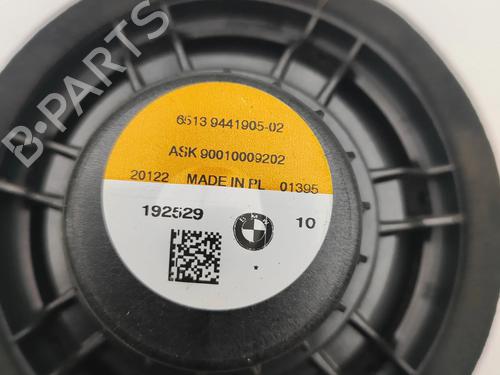 6513 9441905-02
ASK 90010009202
20122 MADE IN PL 01395
192529 BMW 10
B-PARTS